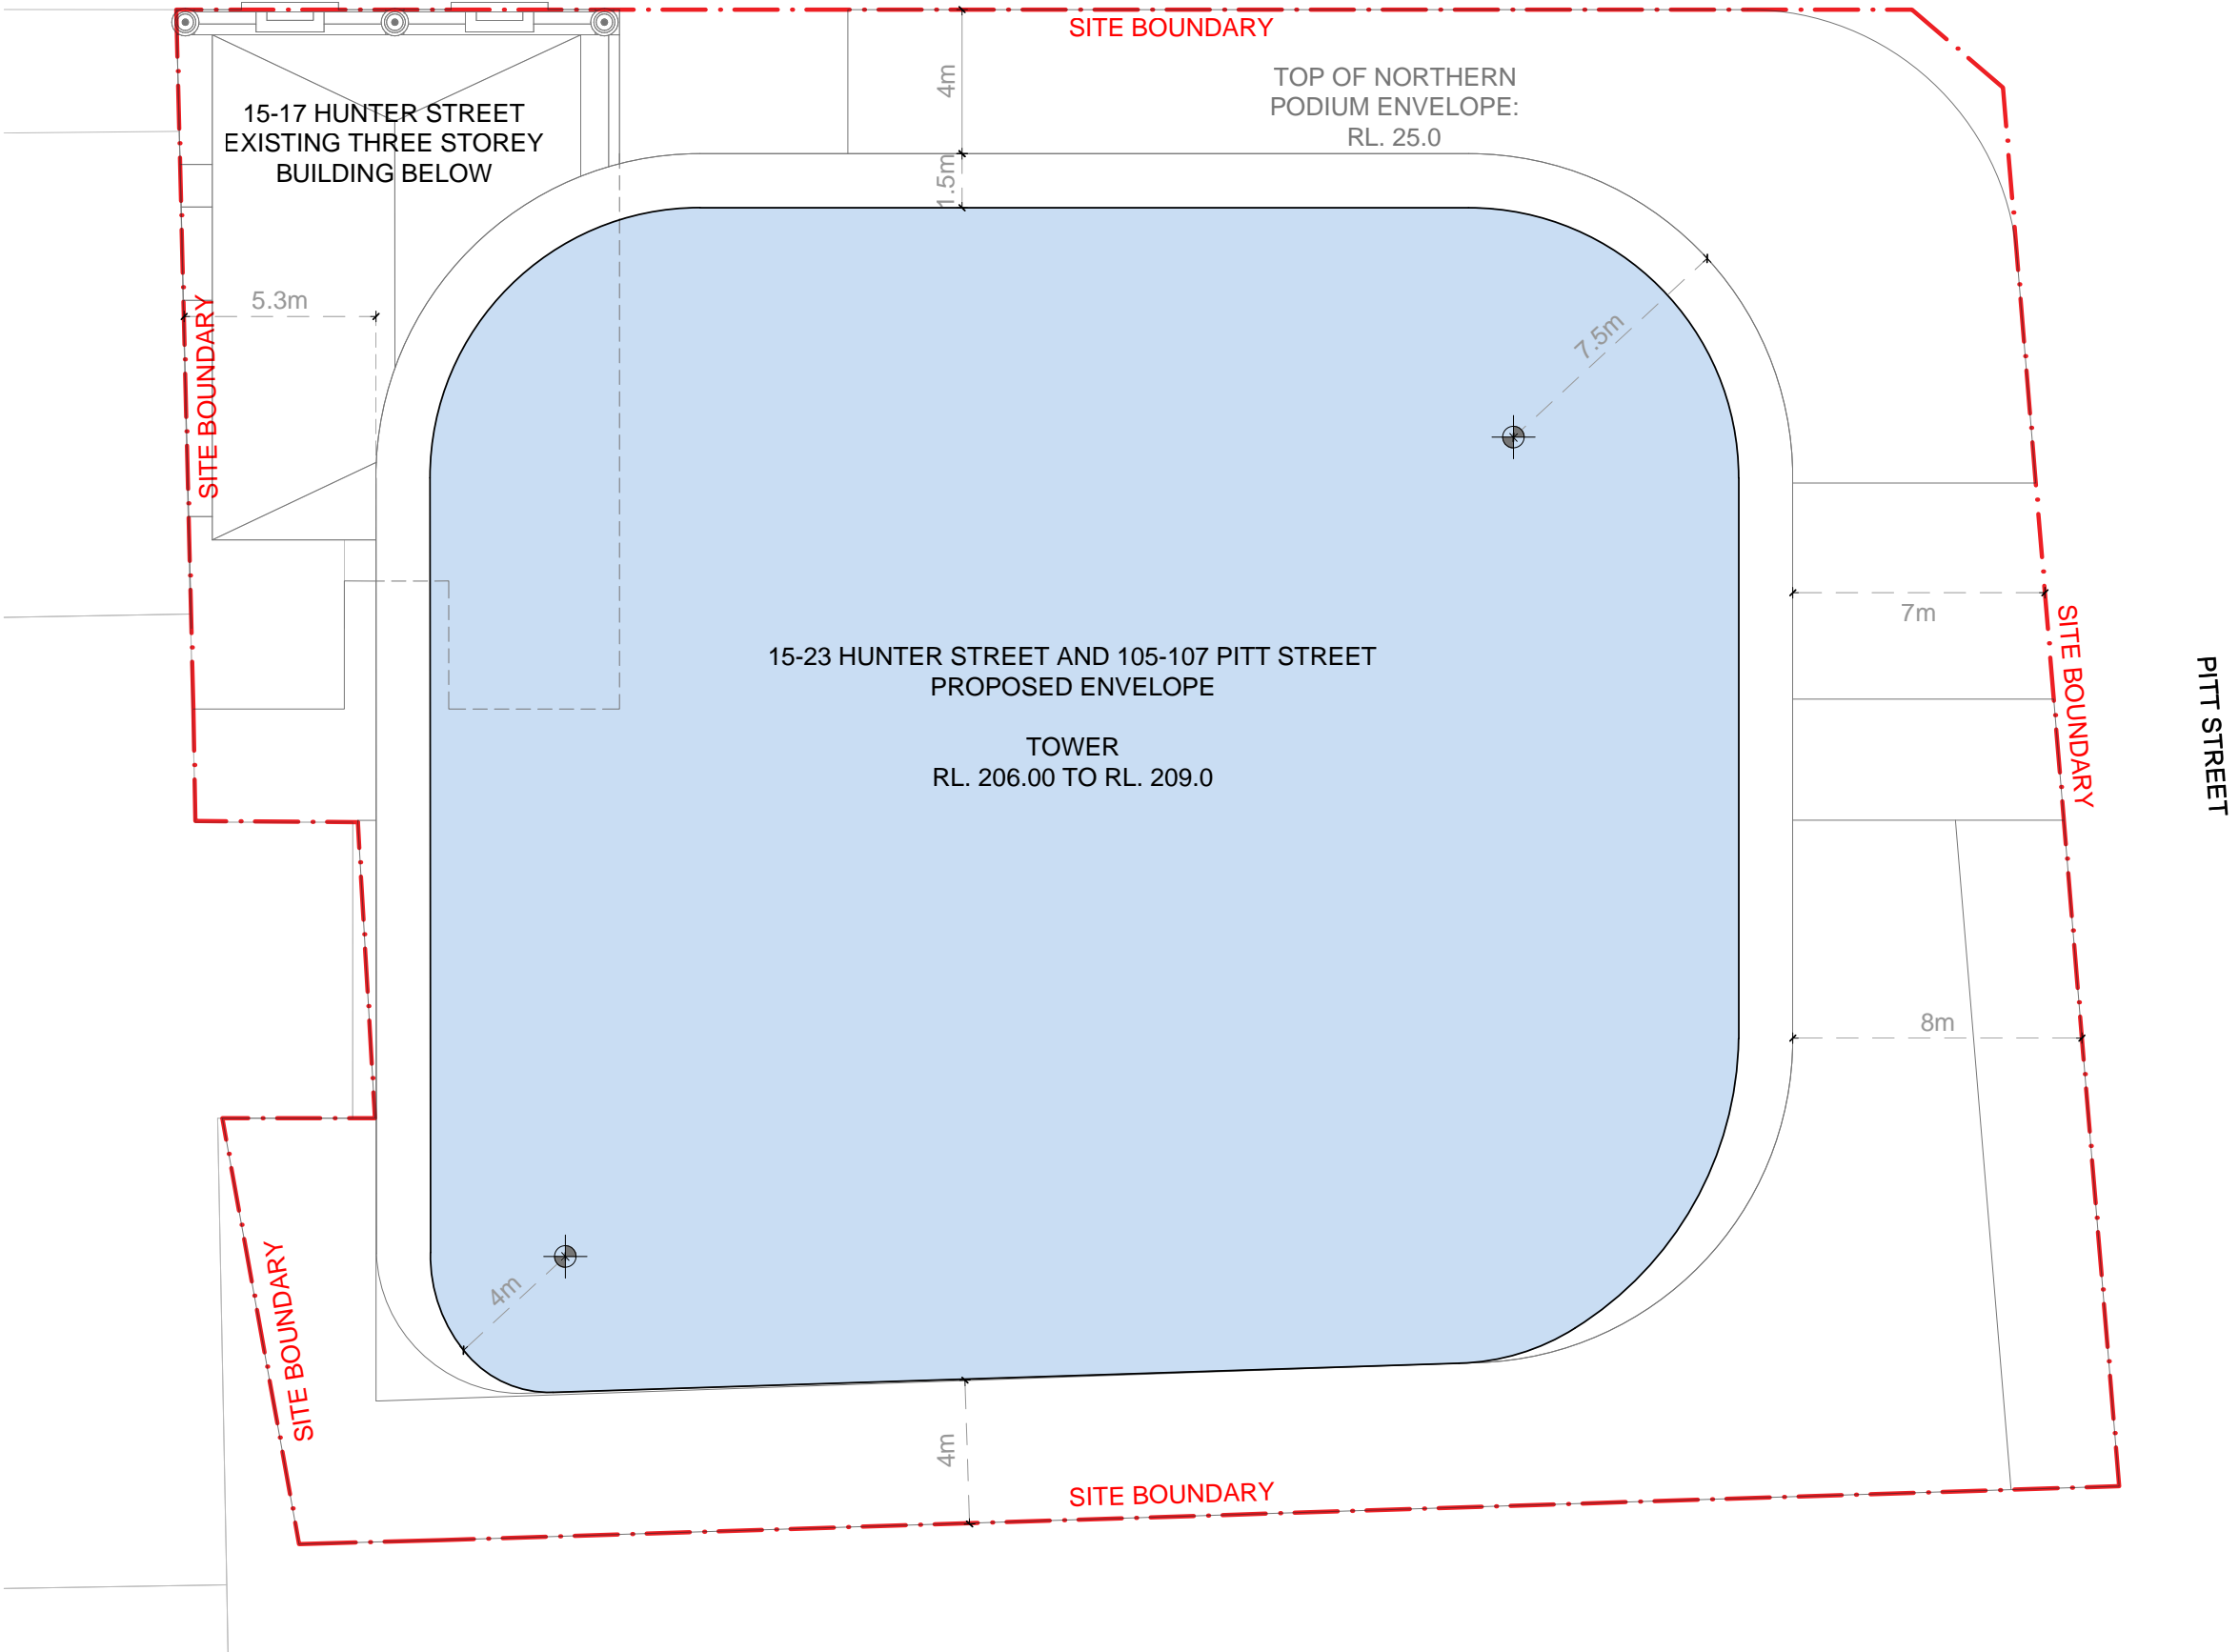 SITE BOUNDARY
4m
TOP OF NORTHERN
PODIUM ENVELOPE:
RL. 25.0
15-17 HUNTER STREET
EXISTING THREE STOREY
BUILDING BELOW
1.5m
5.3m
SITE BOUNDARY
7.5m
7m
SITE BOUNDARY
PITT STREET
15-23 HUNTER STREET AND 105-107 PITT STREET
PROPOSED ENVELOPE
TOWER
RL. 206.00 TO RL. 209.0
8m
SITE BOUNDARY
4m
4m
SITE BOUNDARY